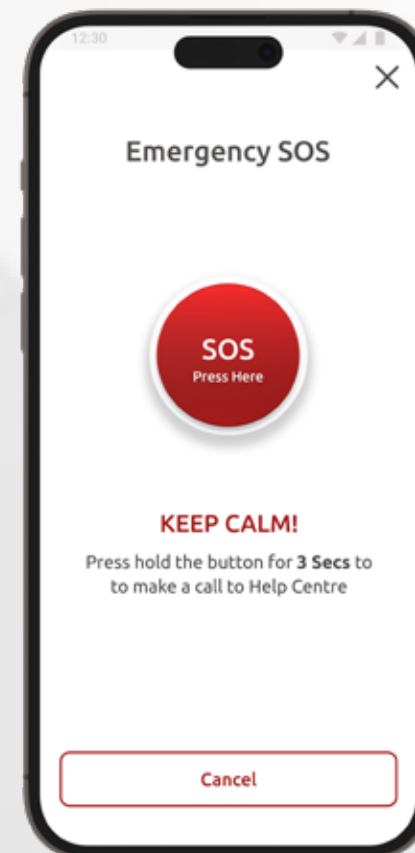 12:30
Emergency SOS
SOS
Press Here
KEEP CALM!
Press hold the button for 3 Secs to
to make a call to Help Centre
Cancel